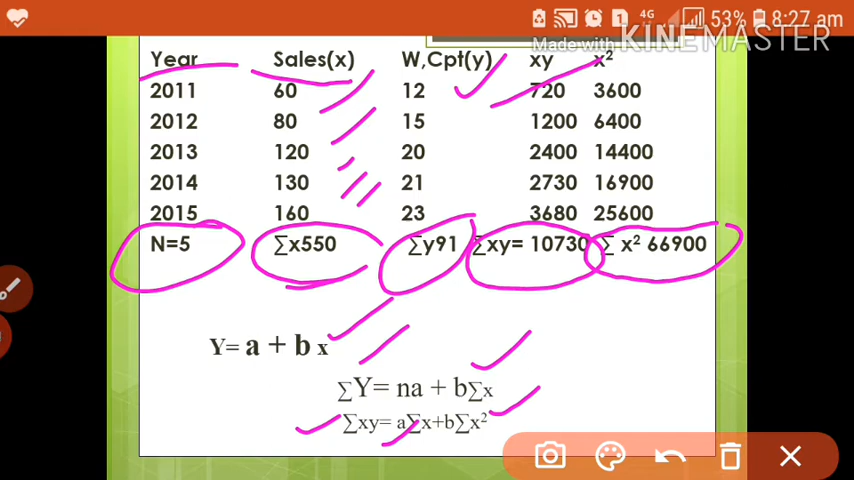 4G 53% 8:27 am
Made with KINEMASTER
Year Sales(x) W,Cpt(y) xy x²
2011 60 12 720 3600
2012 80 15 1200 6400
2013 120 20 2400 14400
2014 130 21 2730 16900
2015 160 23 3680 25600
N=5 ∑x550 ∑y91 ∑xy= 10730 ∑ x² 66900
Y= a + b x
∑Y= na + b∑x
∑xy= a∑x+b∑x²